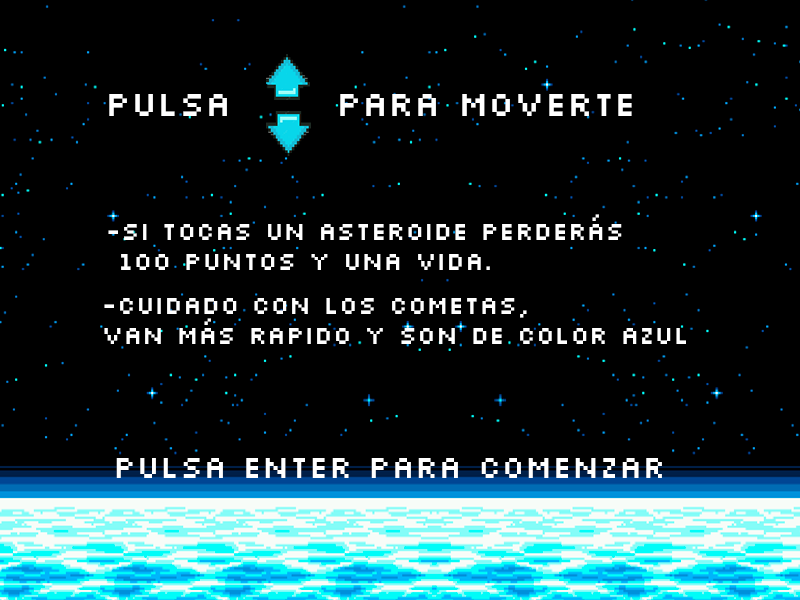 PULSA PARA MOVERTE
-SI TOCAS UN ASTEROIDE PERDERÁS
100 PUNTOS Y UNA VIDA.
-CUIDADO CON LOS COMETAS,
VAN MÁS RAPIDO Y SON DE COLOR AZUL
PULSA ENTER PARA COMENZAR